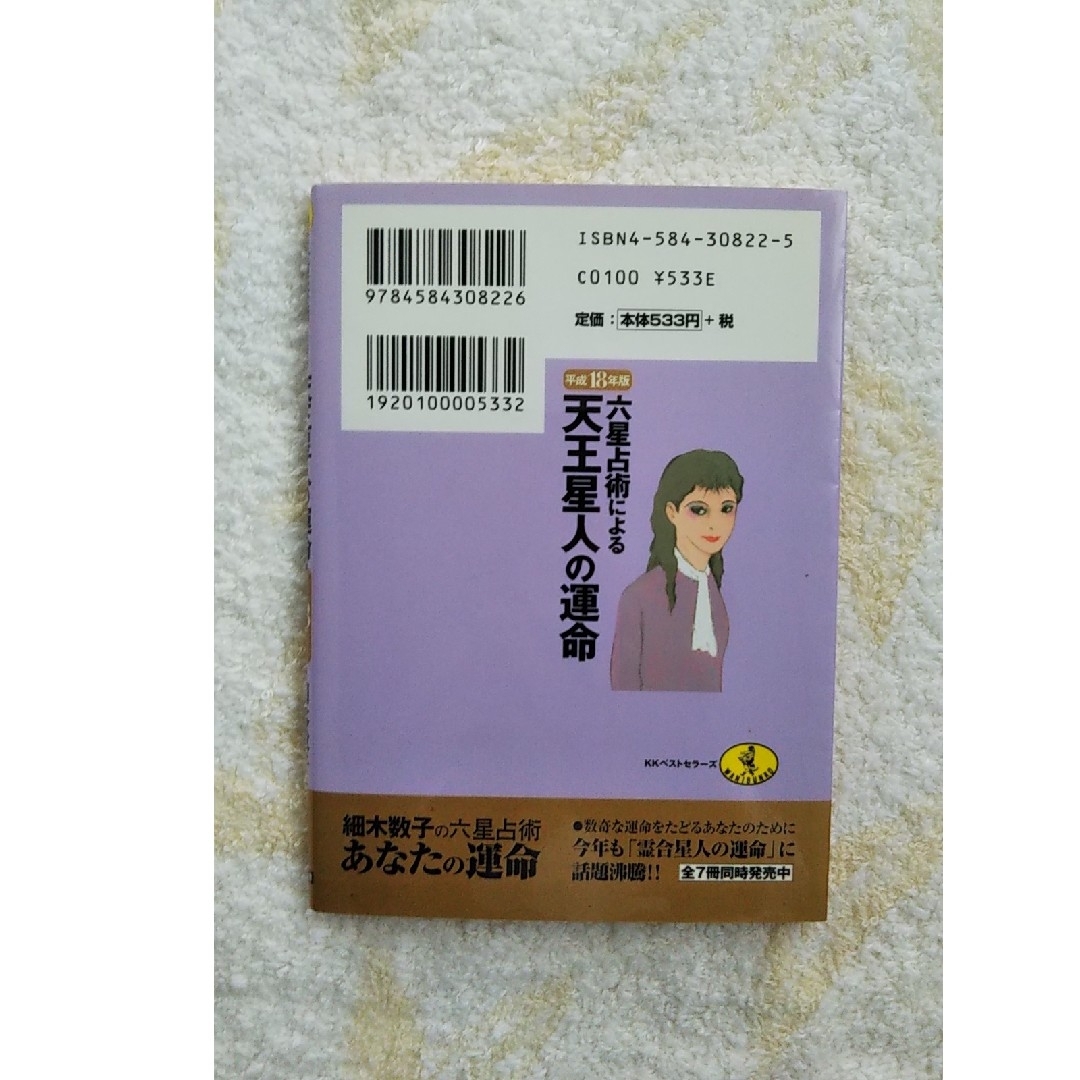 9784584308226
1920100005332
ISBN4-584-30822-5
C0100 ¥533E
定価：本体533円＋税
平成18年版
六星占術による
天王星人の運命
KKベストセラーズ
WANIBUNKO
細木数子の六星占術
あなたの運命
●数奇な運命をたどるあなたのために
今年も「霊合星人の運命」に
話題沸騰!! 全7冊同時発売中